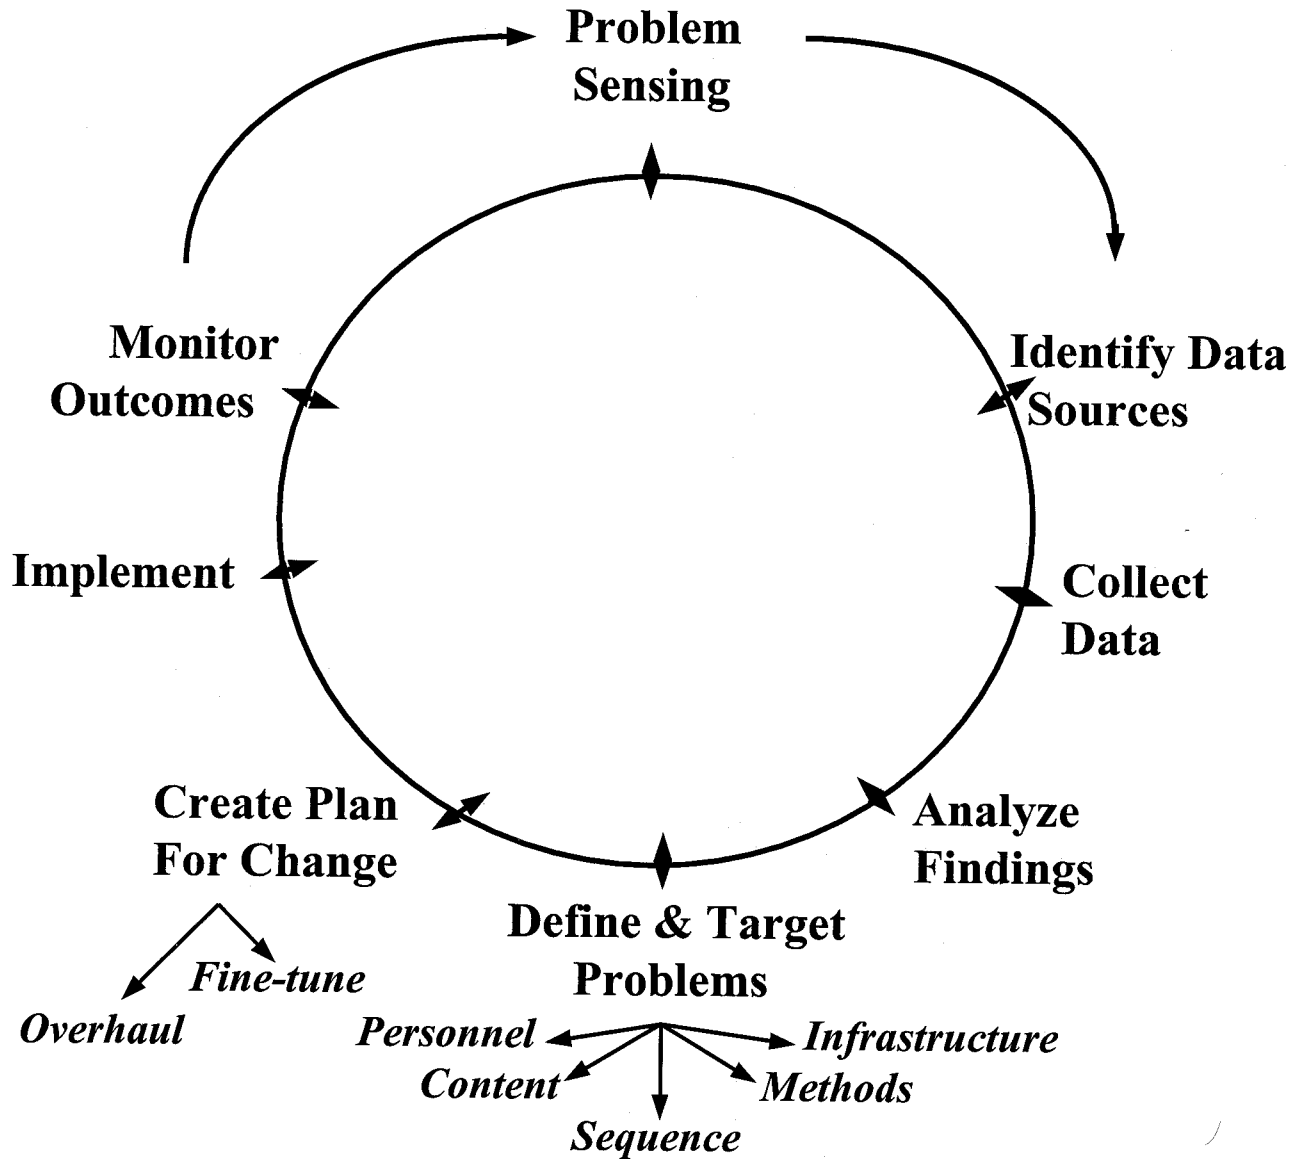 Problem
Sensing
Identify Data
Sources
Collect
Data
Analyze
Findings
Define & Target
Problems
Personnel
Content
Sequence
Methods
Infrastructure
Create Plan
For Change
Fine-tune
Overhaul
Implement
Monitor
Outcomes